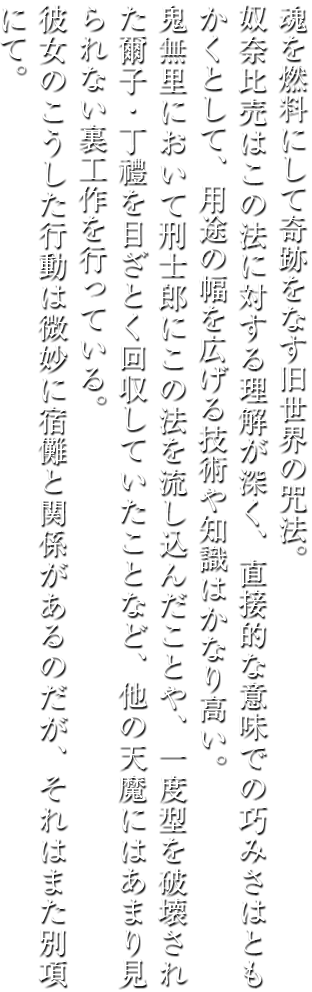 魂を燃料にして奇跡をなす旧世界の咒法。
奴奈比売はこの法に対する理解が深く、直接的な意味での巧みさはとも
かくとして、用途の幅を広げる技術や知識はかなり高い。
鬼無里において刑士郎にこの法を流し込んだことや、一度型を破壊され
た爾子・丁禮を目ざとく回収していたことなど、他の天魔にはあまり見
られない裏工作を行っている。
彼女のこうした行動は微妙に宿儺と関係があるのだが、それはまた別項
にて。